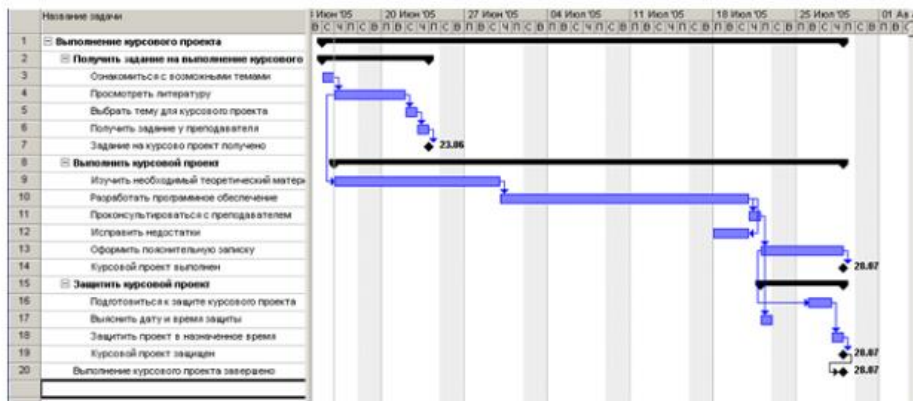 Название задачи
Июн '05 20 Июн '05 27 Июн '05 04 Июл '05 11 Июл '05 18 Июл '05 25 Июл '05 01 Ав
В С Ч П С В П В С Ч П С В П В С Ч П С В П В С Ч П С В П В С Ч П С В П В С Ч П С В П В С Ч П С В П
1 Выполнение курсового проекта
2 Получить задание на выполнение курсового
3 Ознакомиться с возможными темами
4 Просмотреть литературу
5 Выбрать тему для курсового проекта
6 Получить задание у преподавателя
7 Задание на курсово проект получено 23.06
8 Выполнить курсовой проект
9 Изучить необходимый теоретический матери
10 Разработать программное обеспечение
11 Проконсультироваться с преподавателем
12 Исправить недостатки
13 Оформить пояснительную записку
14 Курсовой проект выполнен 28.07
15 Защитить курсовой проект
16 Подготовиться к защите курсового проекта
17 Выяснить дату и время защиты
18 Защитить проект в назначенное время
19 Курсовой проект защищен 28.07
20 Выполнение курсового проекта завершено 28.07